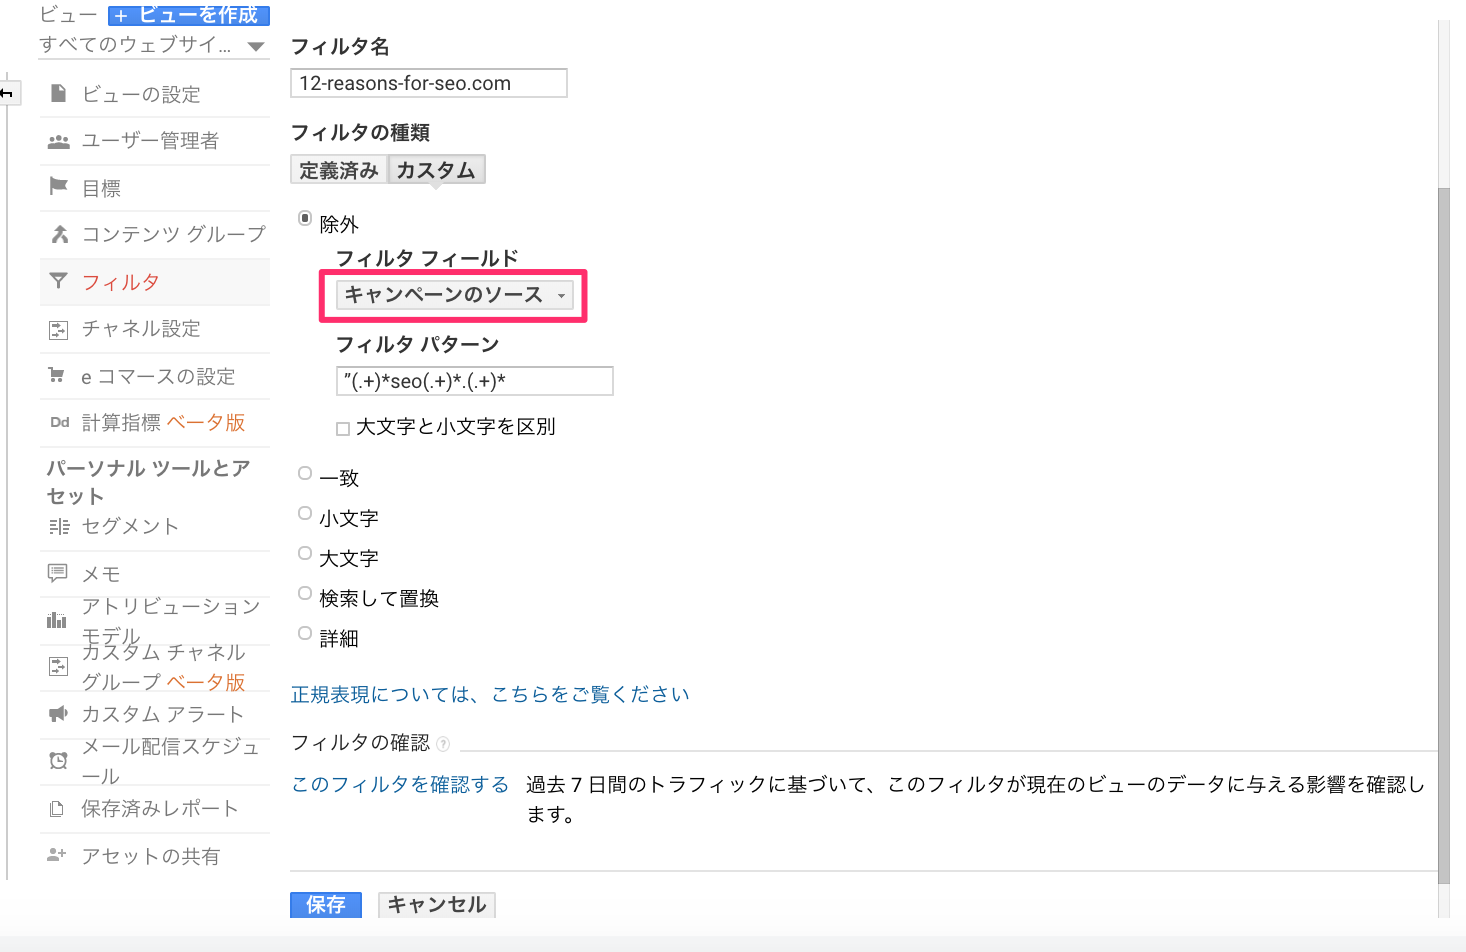 ビュー
+ ビューを作成
すべてのウェブサイ...
ビューの設定
ユーザー管理者
目標
コンテンツ グループ
フィルタ
チャネル設定
e コマースの設定
Dd 計算指標 ベータ版
パーソナル ツールとア
セット
セグメント
メモ
アトリビューション
モデル
カスタム チャネル
グループ ベータ版
カスタム アラート
メール配信スケジュ
ール
保存済みレポート
アセットの共有
フィルタ名
12-reasons-for-seo.com
フィルタの種類
定義済み カスタム
除外
フィルタ フィールド
キャンペーンのソース
フィルタ パターン
”(.+)*seo(.+)*.(.+)*
大文字と小文字を区別
一致
小文字
大文字
検索して置換
詳細
正規表現については、こちらをご覧ください
フィルタの確認 ?
このフィルタを確認する 過去 7 日間のトラフィックに基づいて、このフィルタが現在のビューのデータに与える影響を確認し
ます。
保存 キャンセル